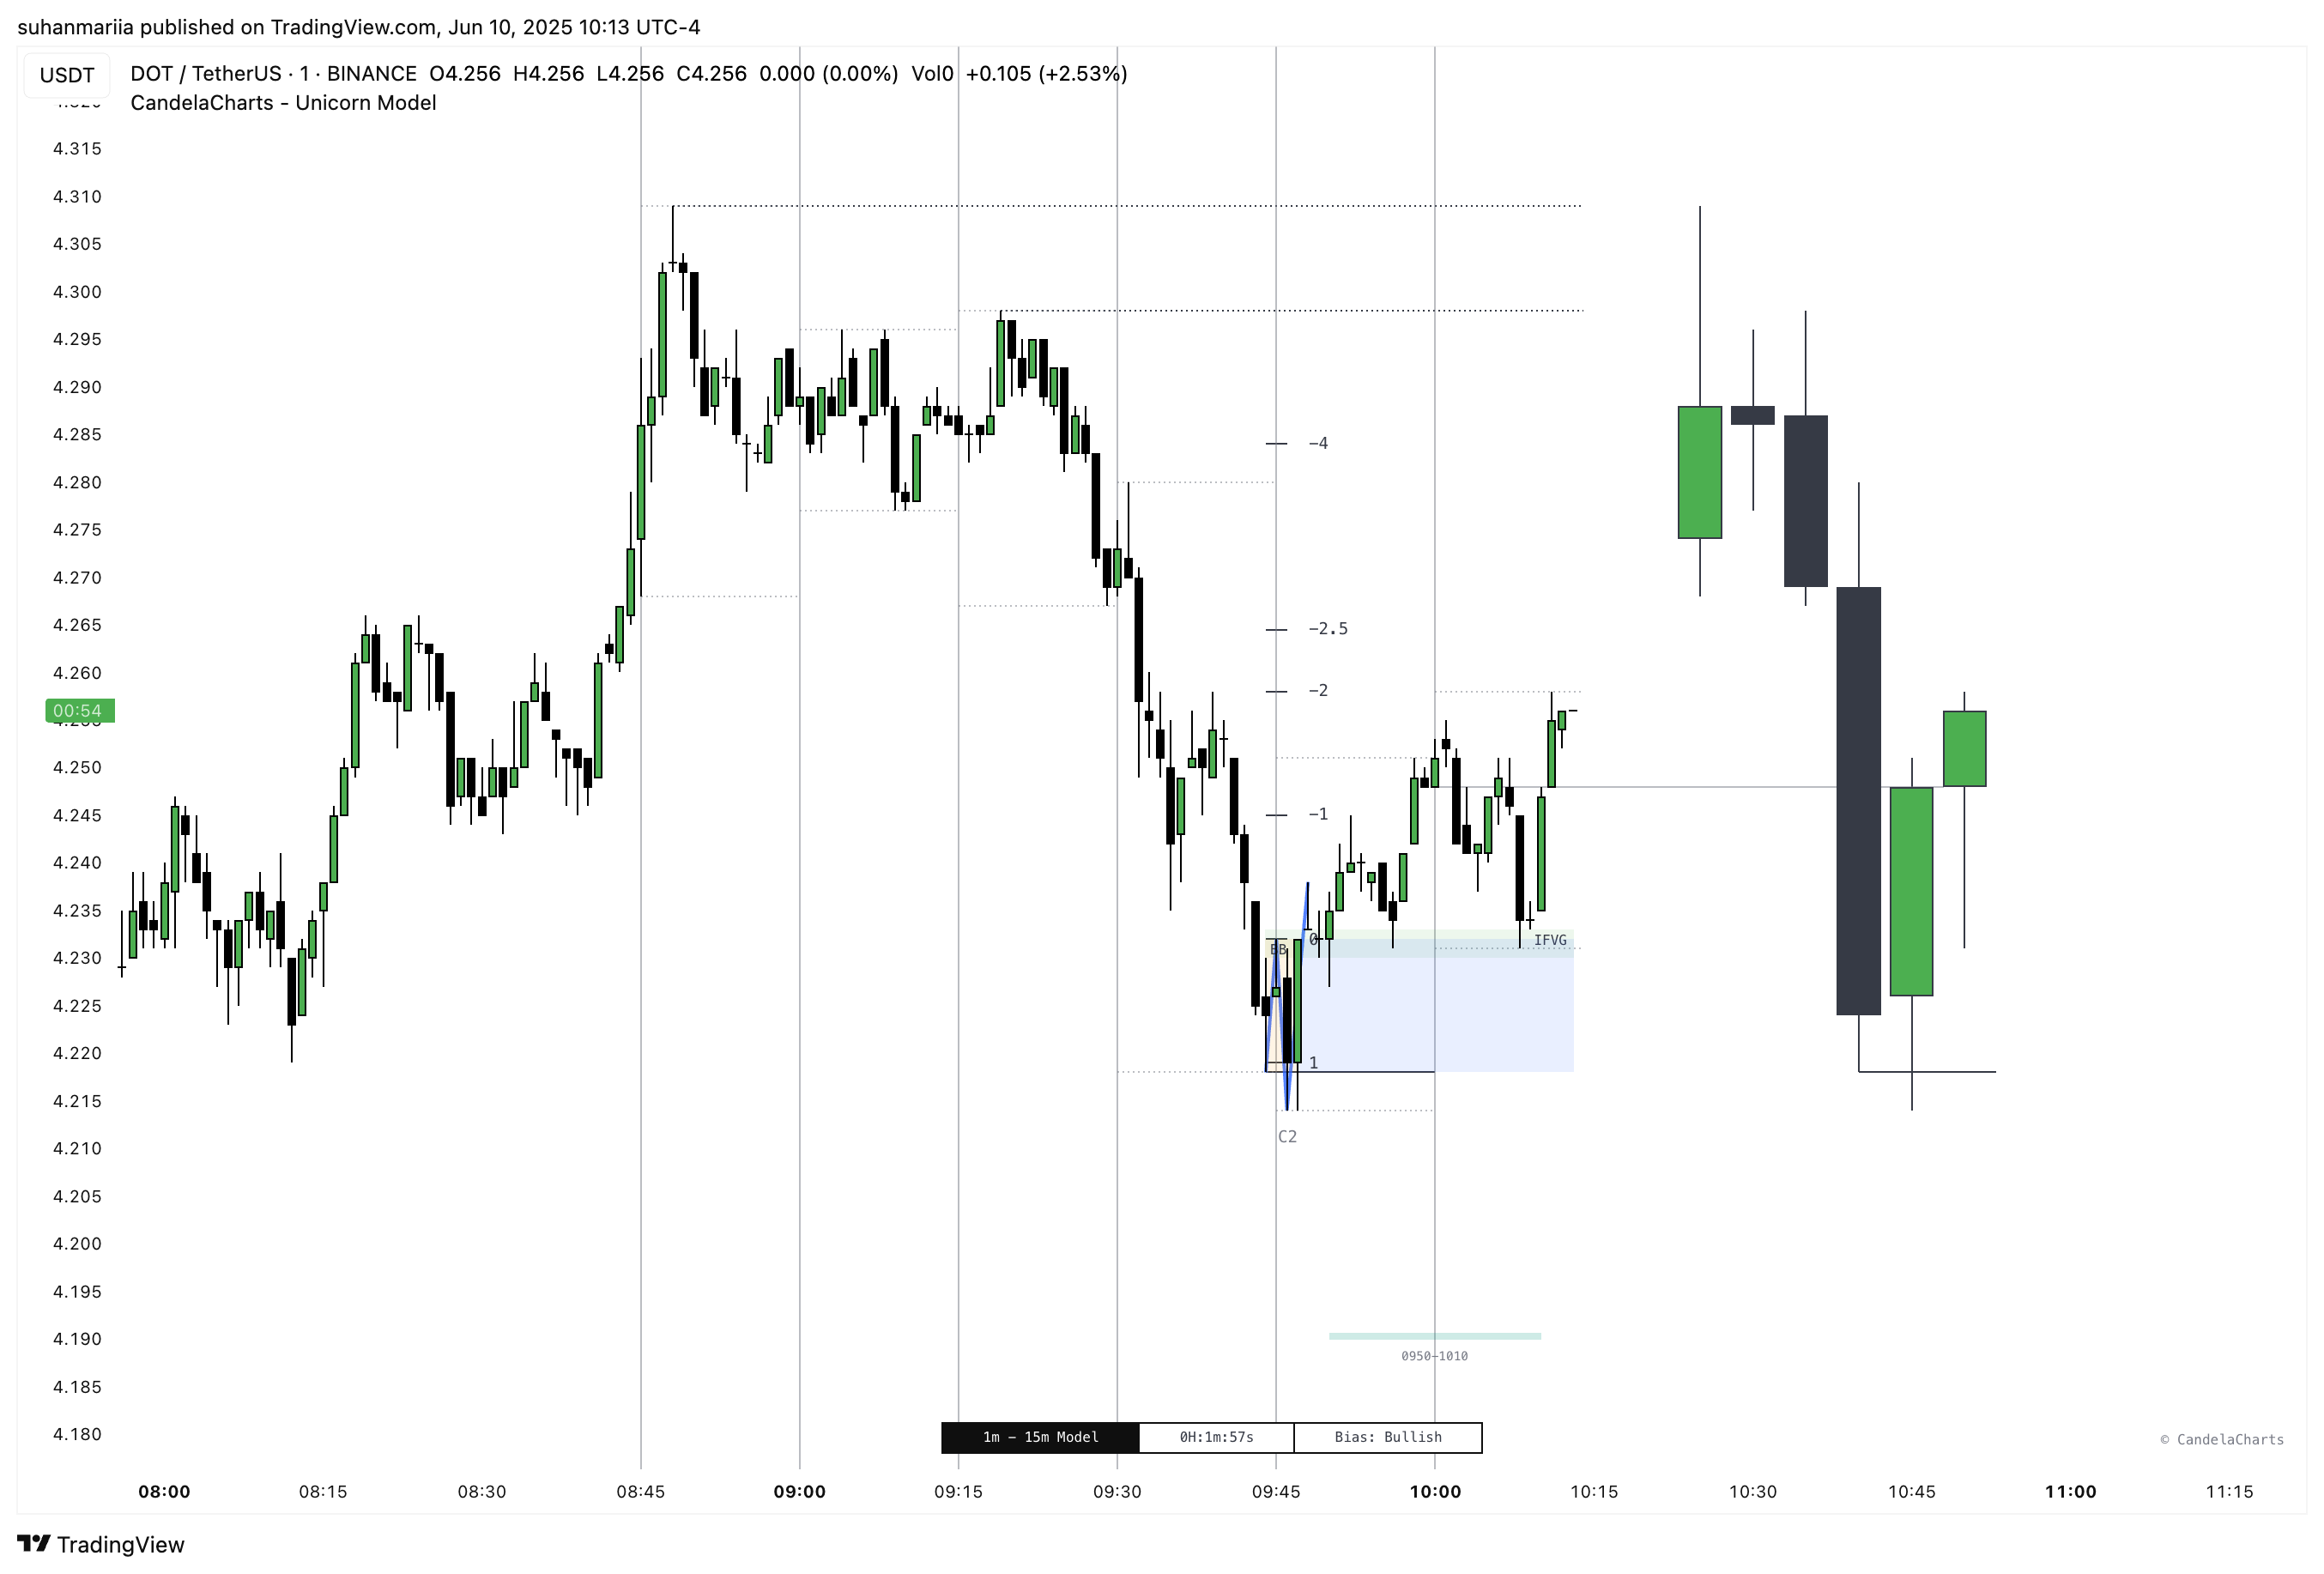 suhanmariia published on TradingView.com, Jun 10, 2025 10:13 UTC-4
USDT
DOT / TetherUS · 1 · BINANCE O4.256 H4.256 L4.256 C4.256 0.000 (0.00%) Vol0 +0.105 (+2.53%)
CandelaCharts - Unicorn Model
4.315
4.310
4.305
4.300
4.295
4.290
4.285
4.280
4.275
4.270
4.265
4.260
00:54
4.250
4.245
4.240
4.235
4.230
4.225
4.220
4.215
4.210
4.205
4.200
4.195
4.190
4.185
4.180
−4
−2.5
−2
−1
0
BB
IFVG
1
C2
0950–1010
1m – 15m Model
0H:1m:57s
Bias: Bullish
© CandelaCharts
08:00 08:15 08:30 08:45 09:00 09:15 09:30 09:45 10:00 10:15 10:30 10:45 11:00 11:15
TradingView